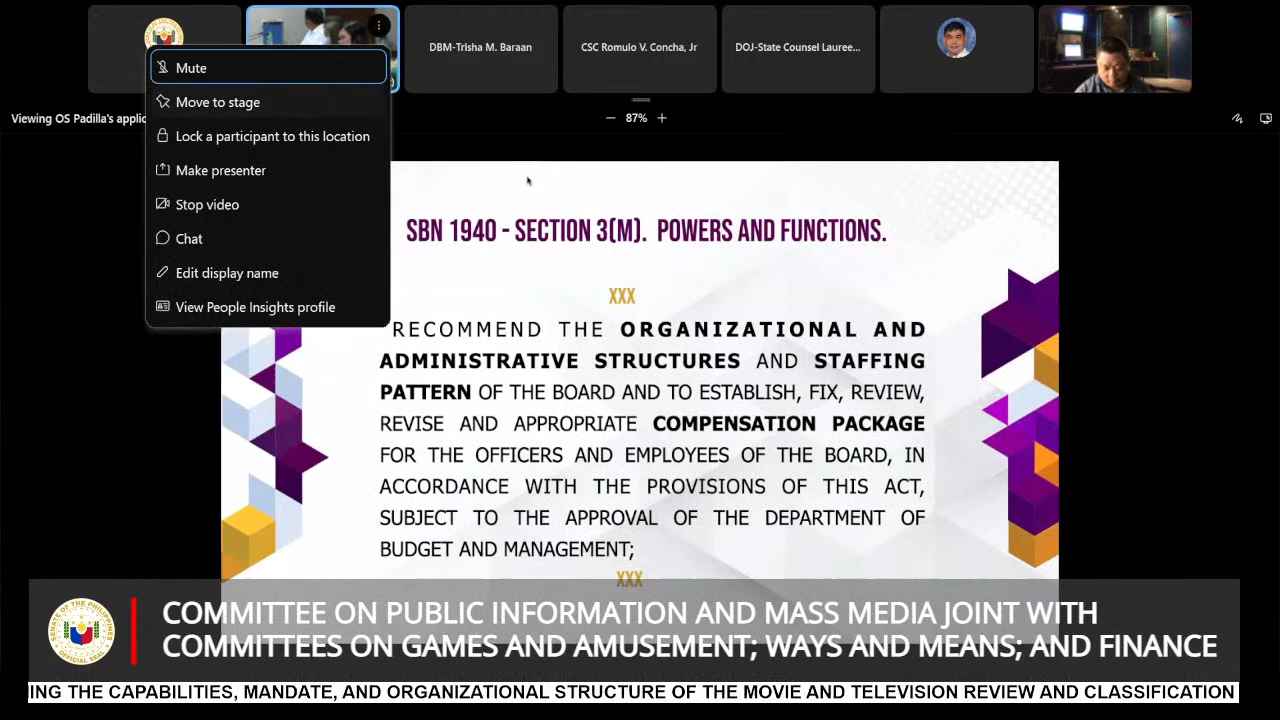 DBM-Trisha M. Baraan
CSC Romulo V. Concha, Jr
DOJ-State Counsel Lauree...
Mute
Move to stage
Lock a participant to this location
Make presenter
Stop video
Chat
Edit display name
View People Insights profile
Viewing OS Padilla's applic
87%
SBN 1940 - SECTION 3(M). POWERS AND FUNCTIONS.
XXX
RECOMMEND THE ORGANIZATIONAL AND
ADMINISTRATIVE STRUCTURES AND STAFFING
PATTERN OF THE BOARD AND TO ESTABLISH, FIX, REVIEW,
REVISE AND APPROPRIATE COMPENSATION PACKAGE
FOR THE OFFICERS AND EMPLOYEES OF THE BOARD, IN
ACCORDANCE WITH THE PROVISIONS OF THIS ACT,
SUBJECT TO THE APPROVAL OF THE DEPARTMENT OF
BUDGET AND MANAGEMENT;
XXX
SENATE OF THE PHILIPPINES
OFFICIAL SEAL
COMMITTEE ON PUBLIC INFORMATION AND MASS MEDIA JOINT WITH
COMMITTEES ON GAMES AND AMUSEMENT; WAYS AND MEANS; AND FINANCE
ING THE CAPABILITIES, MANDATE, AND ORGANIZATIONAL STRUCTURE OF THE MOVIE AND TELEVISION REVIEW AND CLASSIFICATION